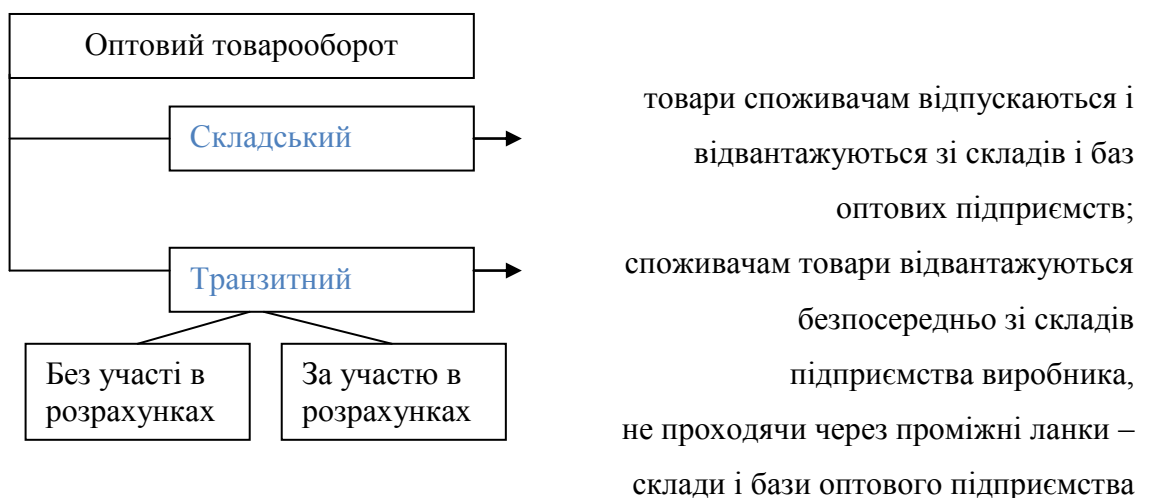 Оптовий товарооборот
Складський
товари споживачам відпускаються і
відвантажуються зі складів і баз
оптових підприємств;
Транзитний
споживачам товари відвантажуються
безпосередньо зі складів
підприємства виробника,
не проходячи через проміжні ланки –
склади і бази оптового підприємства
Без участі в
розрахунках
За участю в
розрахунках